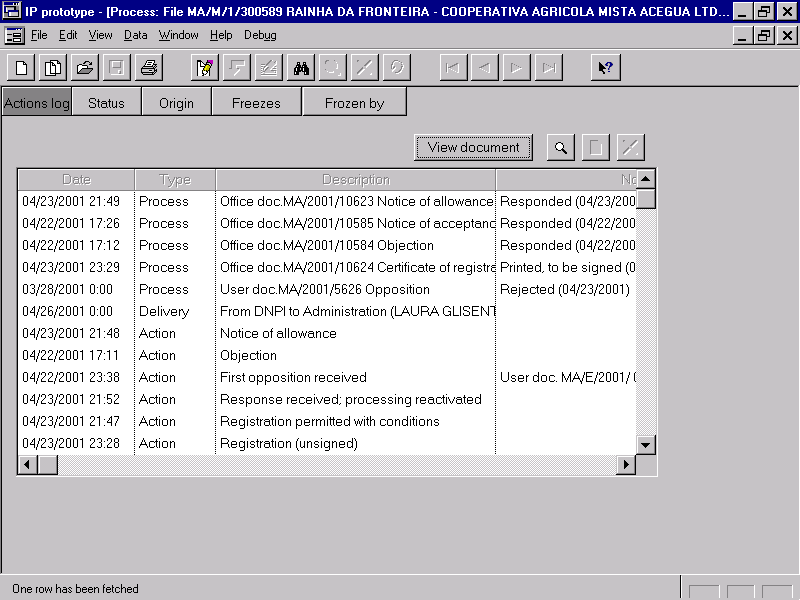 IP prototype - [Process: File MA/M/1/300589 RAINHA DA FRONTEIRA - COOPERATIVA AGRICOLA MISTA ACEGUA LTD...
File Edit View Data Window Help Debug
Actions log Status Origin Freezes Frozen by
View document
Date Type Description No
04/23/2001 21:49 Process Office doc.MA/2001/10623 Notice of allowance Responded (04/23/200
04/22/2001 17:26 Process Office doc.MA/2001/10585 Notice of acceptanc Responded (04/22/200
04/22/2001 17:12 Process Office doc.MA/2001/10584 Objection Responded (04/22/200
04/23/2001 23:29 Process Office doc.MA/2001/10624 Certificate of registra Printed, to be signed (0
03/28/2001 0:00 Process User doc.MA/2001/5626 Opposition Rejected (04/23/2001)
04/26/2001 0:00 Delivery From DNPI to Administration (LAURA GLISENT
04/23/2001 21:48 Action Notice of allowance
04/22/2001 17:11 Action Objection
04/22/2001 23:38 Action First opposition received User doc. MA/E/2001/
04/23/2001 21:52 Action Response received; processing reactivated
04/23/2001 21:47 Action Registration permitted with conditions
04/23/2001 23:28 Action Registration (unsigned)
One row has been fetched